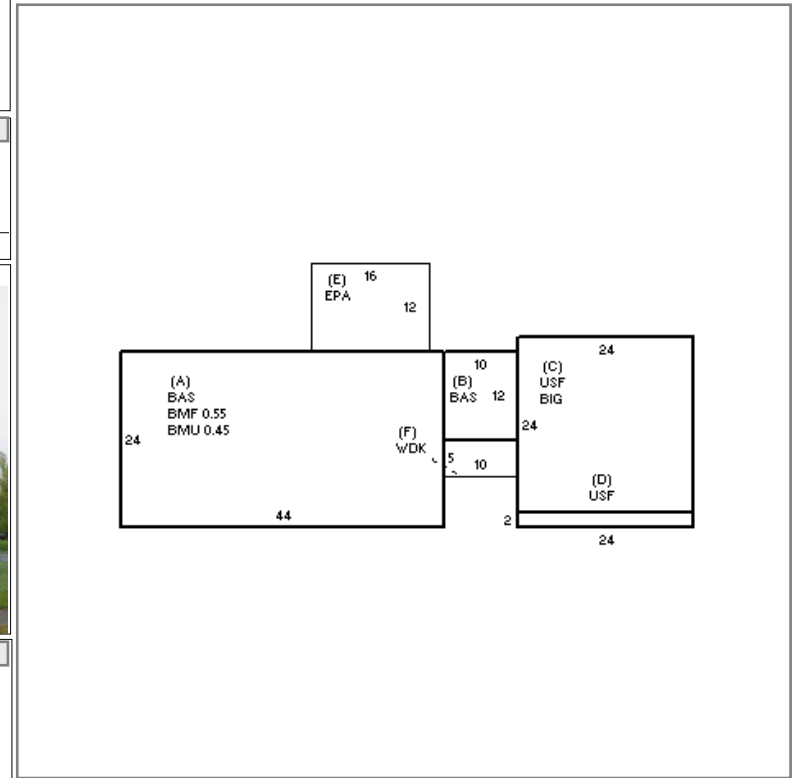 (E)
EPA
16
12
(A)
BAS
BMF 0.55
BMU 0.45
24
44
(F)
WDK
5
10
10
(B)
BAS
12
24
(C)
USF
BIG
24
(D)
USF
2
24